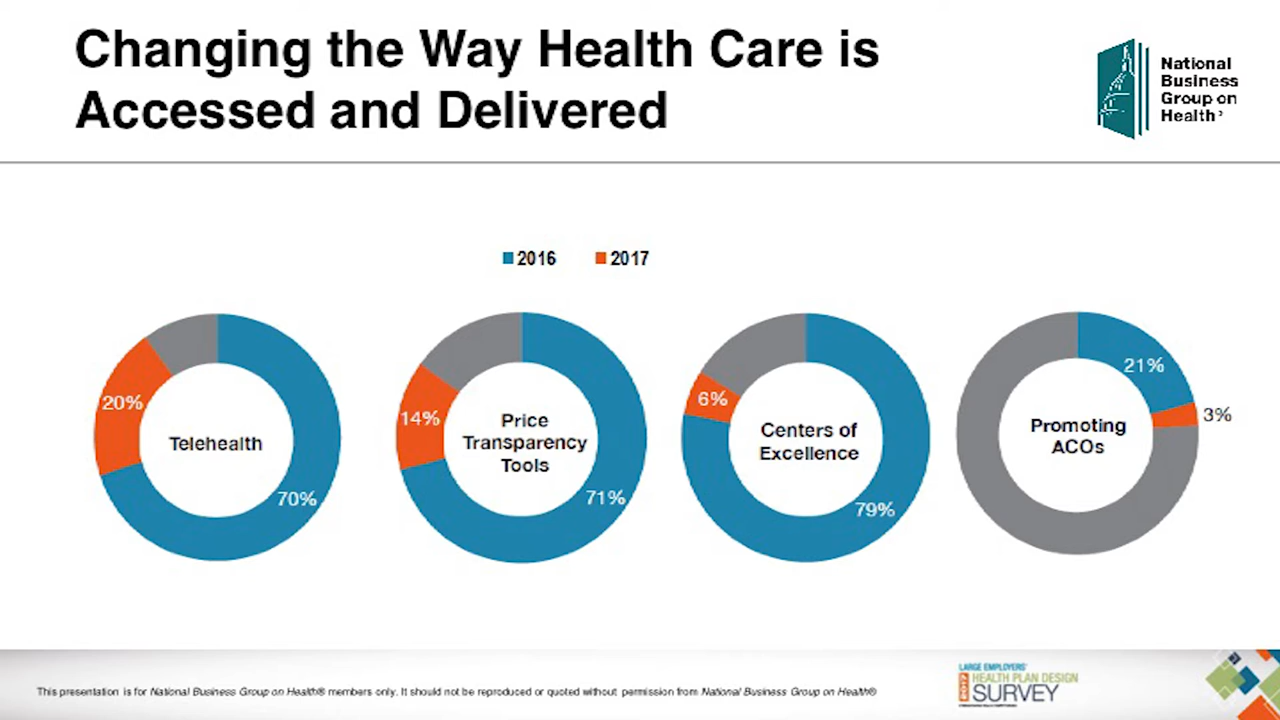 Changing the Way Health Care is
Accessed and Delivered
National
Business
Group on
Health
2016
2017
20%
Telehealth
70%
14%
Price
Transparency
Tools
71%
6%
Centers of
Excellence
79%
21%
Promoting
ACOs
3%
This presentation is for National Business Group on Health® members only. It should not be reproduced or quoted without permission from National Business Group on Health®
LARGE EMPLOYERS'
2017
HEALTH PLAN DESIGN
SURVEY